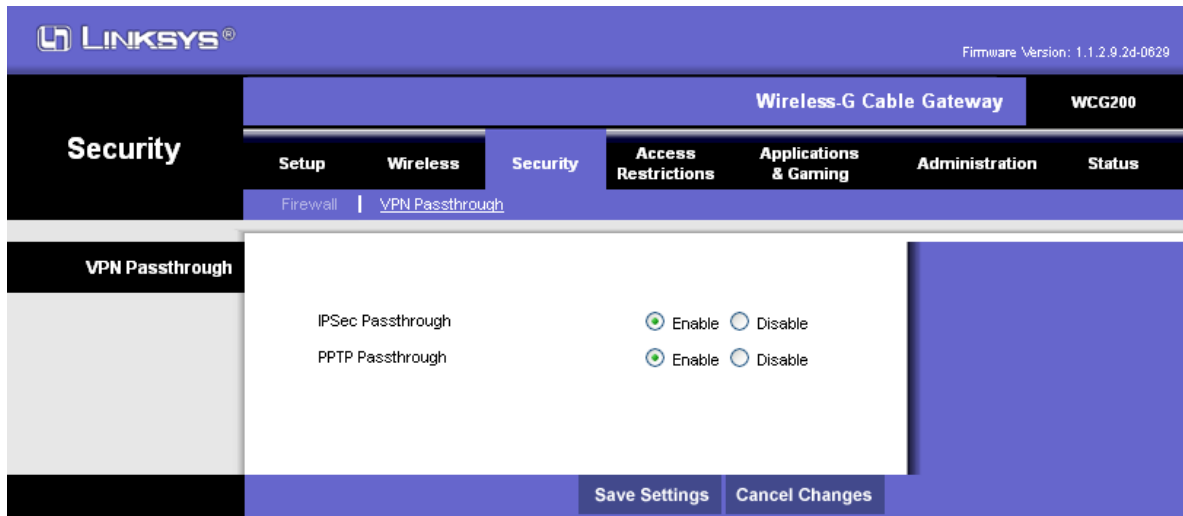 LINKSYS®
Firmware Version: 1.1.2.9.2d-0629
Wireless-G Cable Gateway WCG200
Security
Setup Wireless Security Access Restrictions Applications & Gaming Administration Status
Firewall VPN Passthrough
VPN Passthrough
IPSec Passthrough Enable Disable
PPTP Passthrough Enable Disable
Save Settings Cancel Changes